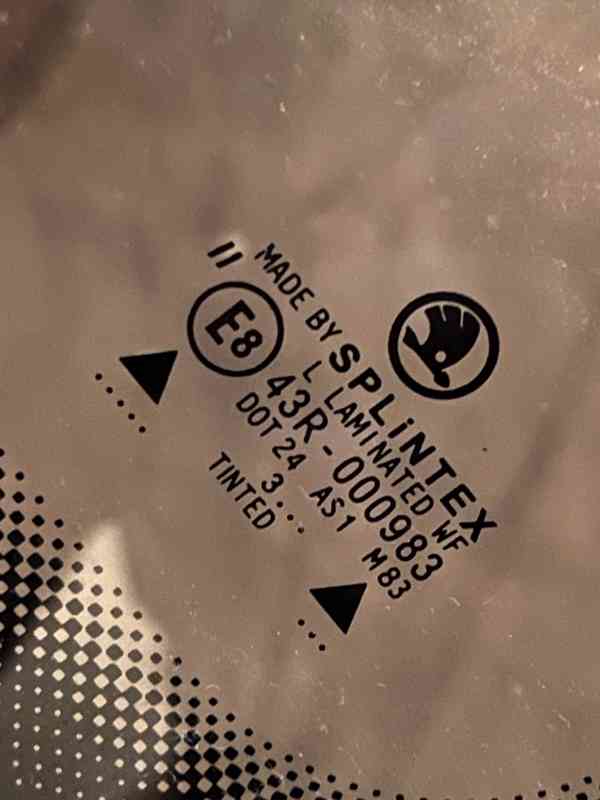 II
MADE BY SPLiNTEX
L LAMINATED WF
E8
43R-000983
DOT 24 AS1 M83
3...
TINTED
.....
...